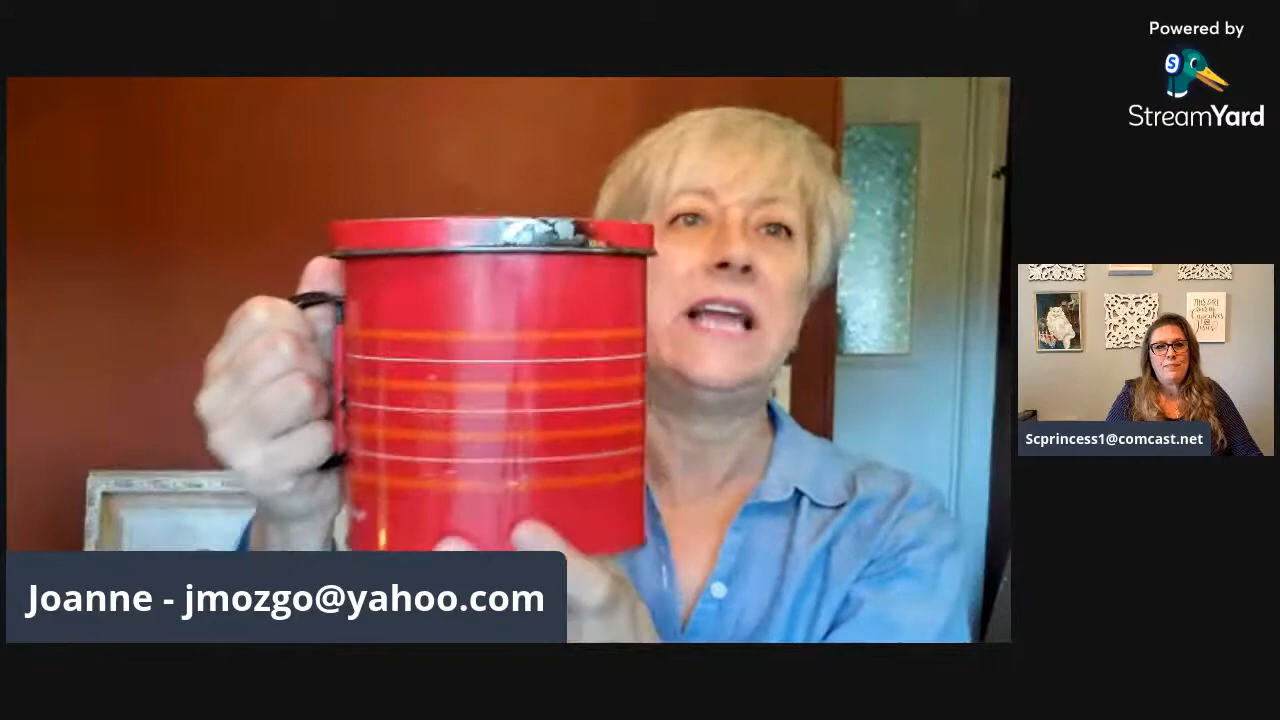 Powered by
S
StreamYard
Joanne - jmozgo@yahoo.com
Scprincess1@comcast.net